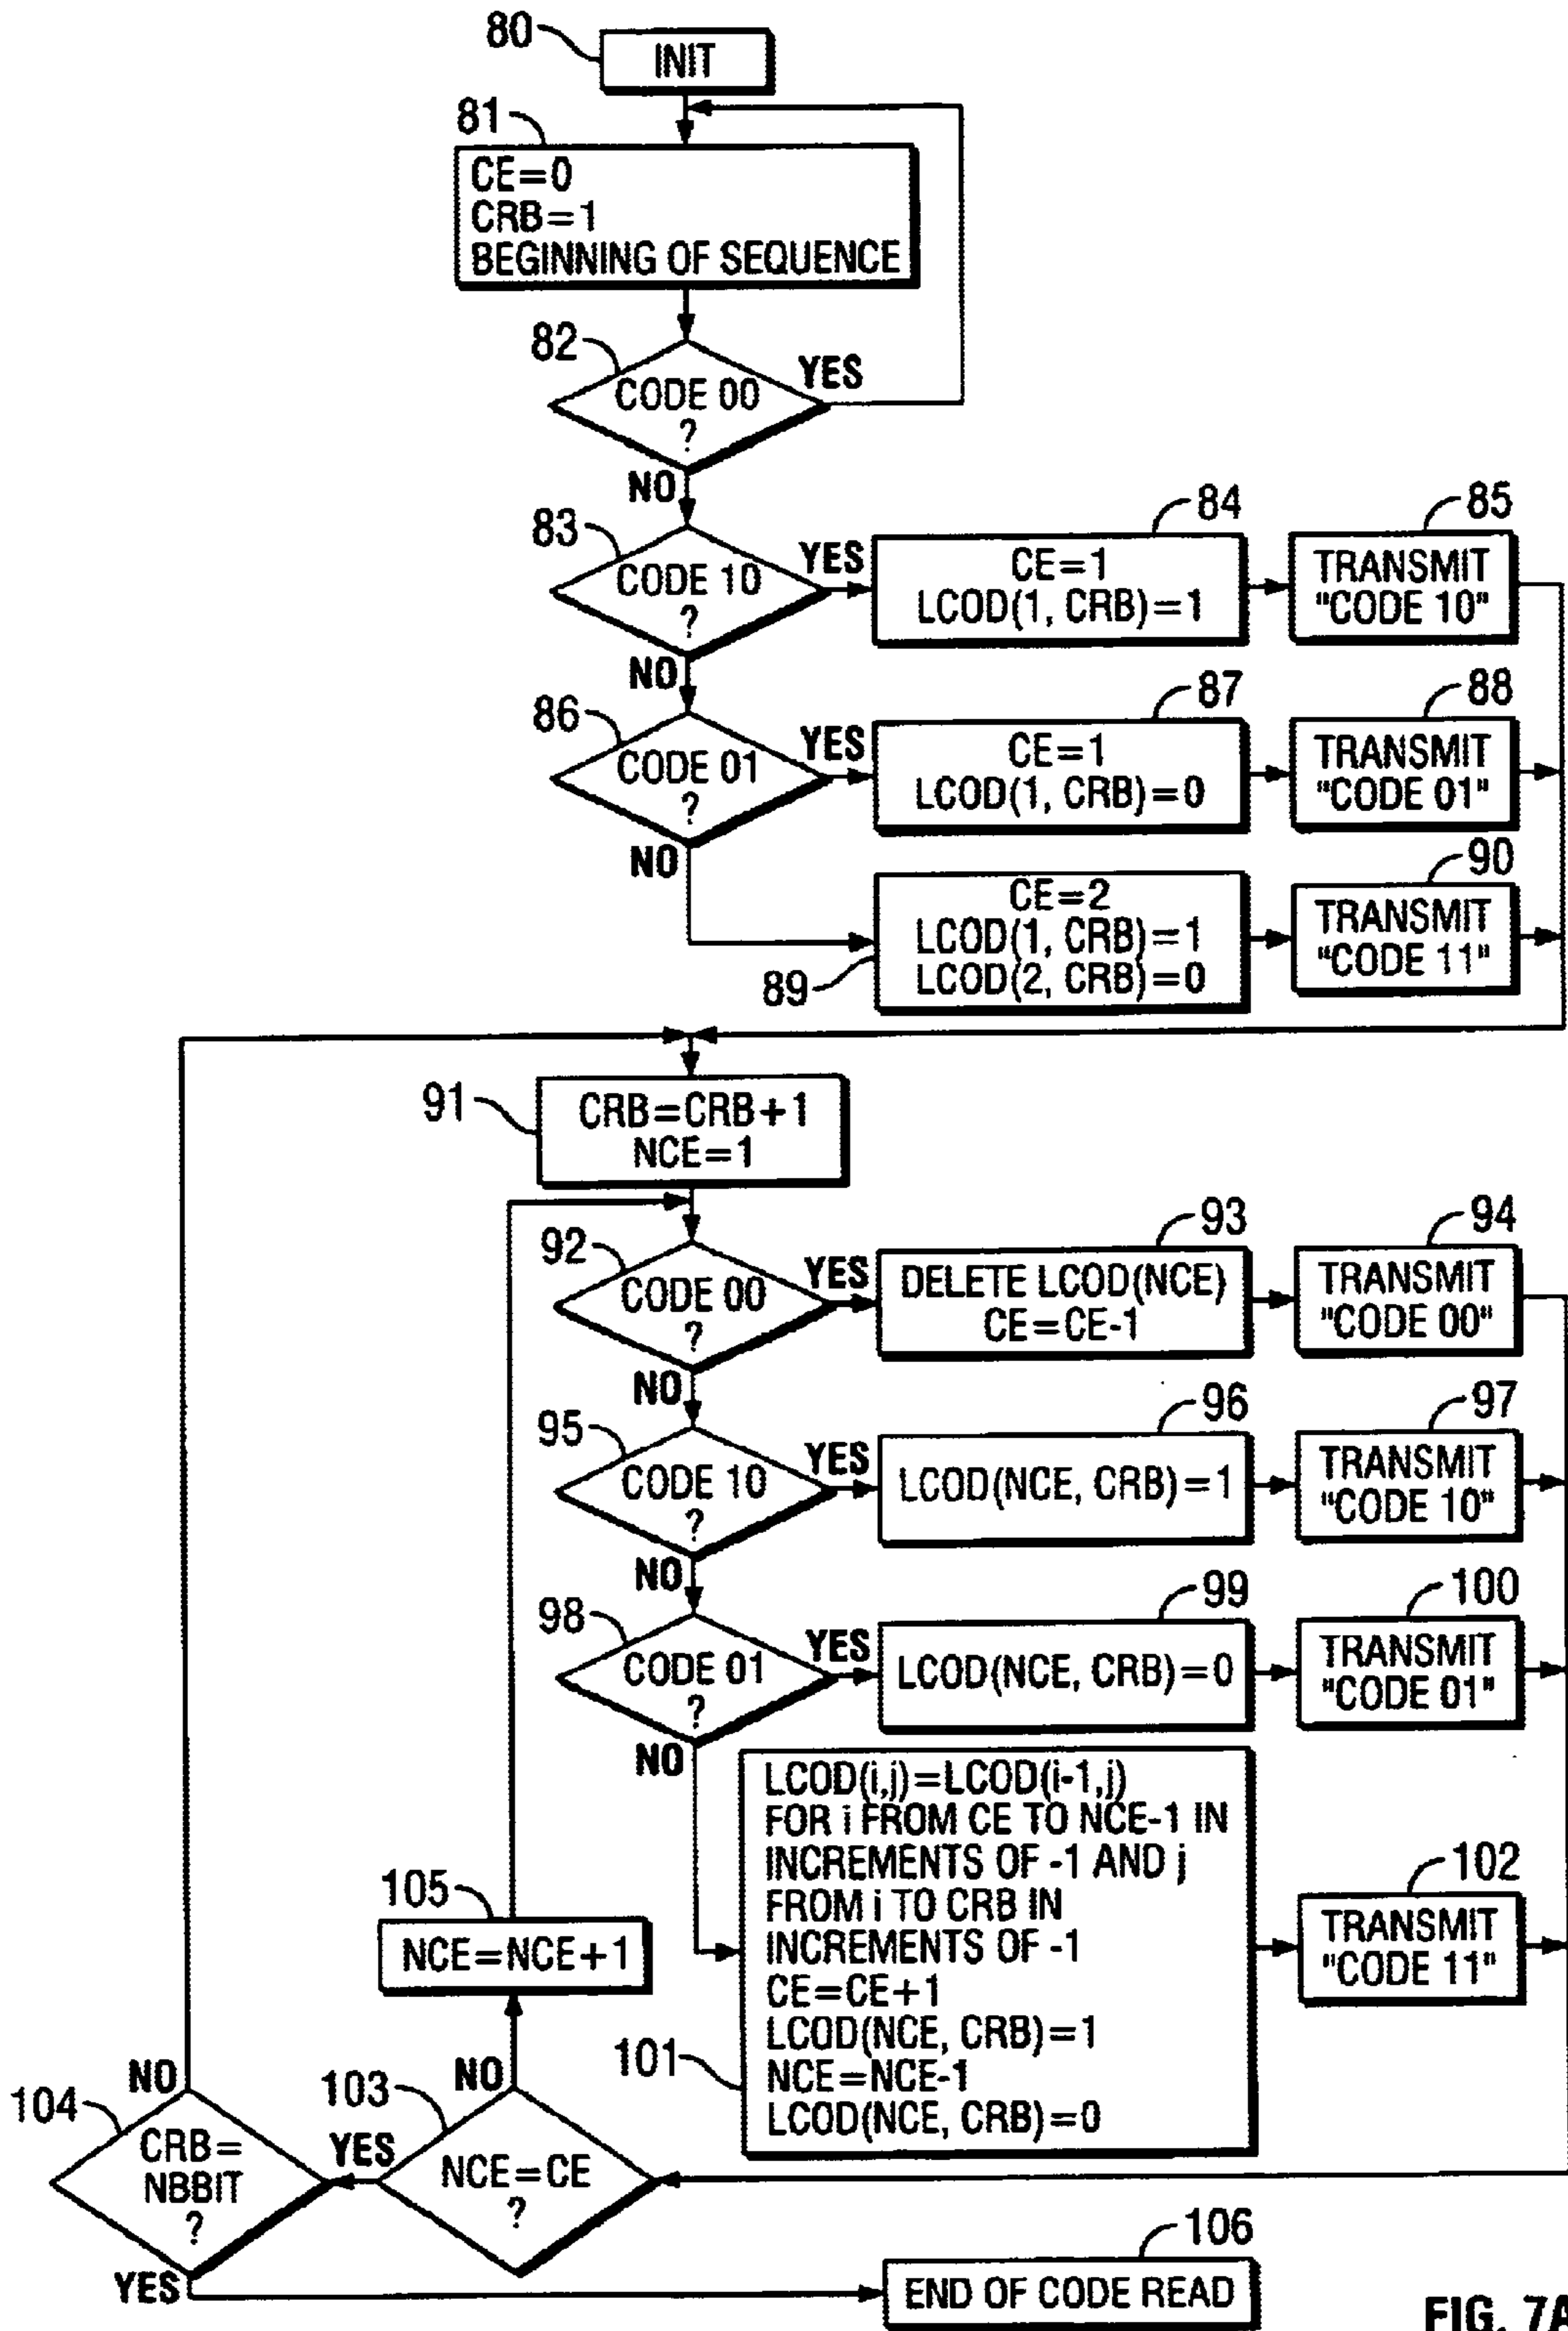 80
INIT
81
CE=0
CRB=1
BEGINNING OF SEQUENCE
82
CODE 00
?
YES
NO
83
CODE 10
?
YES
84
CE=1
LCOD(1, CRB)=1
85
TRANSMIT
"CODE 10"
NO
86
CODE 01
?
YES
87
CE=1
LCOD(1, CRB)=0
88
TRANSMIT
"CODE 01"
NO
89
CE=2
LCOD(1, CRB)=1
LCOD(2, CRB)=0
90
TRANSMIT
"CODE 11"
91
CRB=CRB+1
NCE=1
92
CODE 00
?
YES
93
DELETE LCOD(NCE)
CE=CE-1
94
TRANSMIT
"CODE 00"
NO
95
CODE 10
?
YES
96
LCOD(NCE, CRB)=1
97
TRANSMIT
"CODE 10"
NO
98
CODE 01
?
YES
99
LCOD(NCE, CRB)=0
100
TRANSMIT
"CODE 01"
NO
101
LCOD(i,j)=LCOD(i-1,j)
FOR i FROM CE TO NCE-1 IN
INCREMENTS OF -1 AND j
FROM i TO CRB IN
INCREMENTS OF -1
CE=CE+1
LCOD(NCE, CRB)=1
NCE=NCE-1
LCOD(NCE, CRB)=0
102
TRANSMIT
"CODE 11"
105
NCE=NCE+1
NO
103
NCE=CE
?
YES
NO
104
CRB=
NBBIT
?
YES
106
END OF CODE READ
FIG. 7A